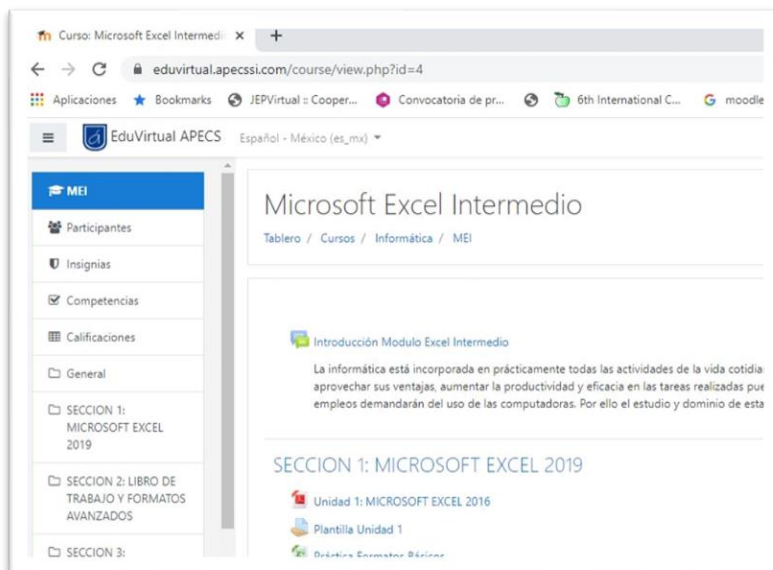 Curso: Microsoft Excel Intermedi
eduvirtual.apecssi.com/course/view.php?id=4
Aplicaciones Bookmarks JEPVirtual :: Cooper... Convocatoria de pr... 6th International C... moodle
EduVirtual APECS Español - México (es_mx)
MEI
Participantes
Insignias
Competencias
Calificaciones
General
SECCION 1:
MICROSOFT EXCEL
2019
SECCION 2: LIBRO DE
TRABAJO Y FORMATOS
AVANZADOS
SECCION 3:
Microsoft Excel Intermedio
Tablero / Cursos / Informática / MEI
Introducción Modulo Excel Intermedio
La informática está incorporada en prácticamente todas las actividades de la vida cotidia
aprovechar sus ventajas, aumentar la productividad y eficacia en las tareas realizadas pue
empleos demandarán del uso de las computadoras. Por ello el estudio y dominio de esta
SECCION 1: MICROSOFT EXCEL 2019
Unidad 1: MICROSOFT EXCEL 2016
Plantilla Unidad 1
Práctica Formatos Básicos